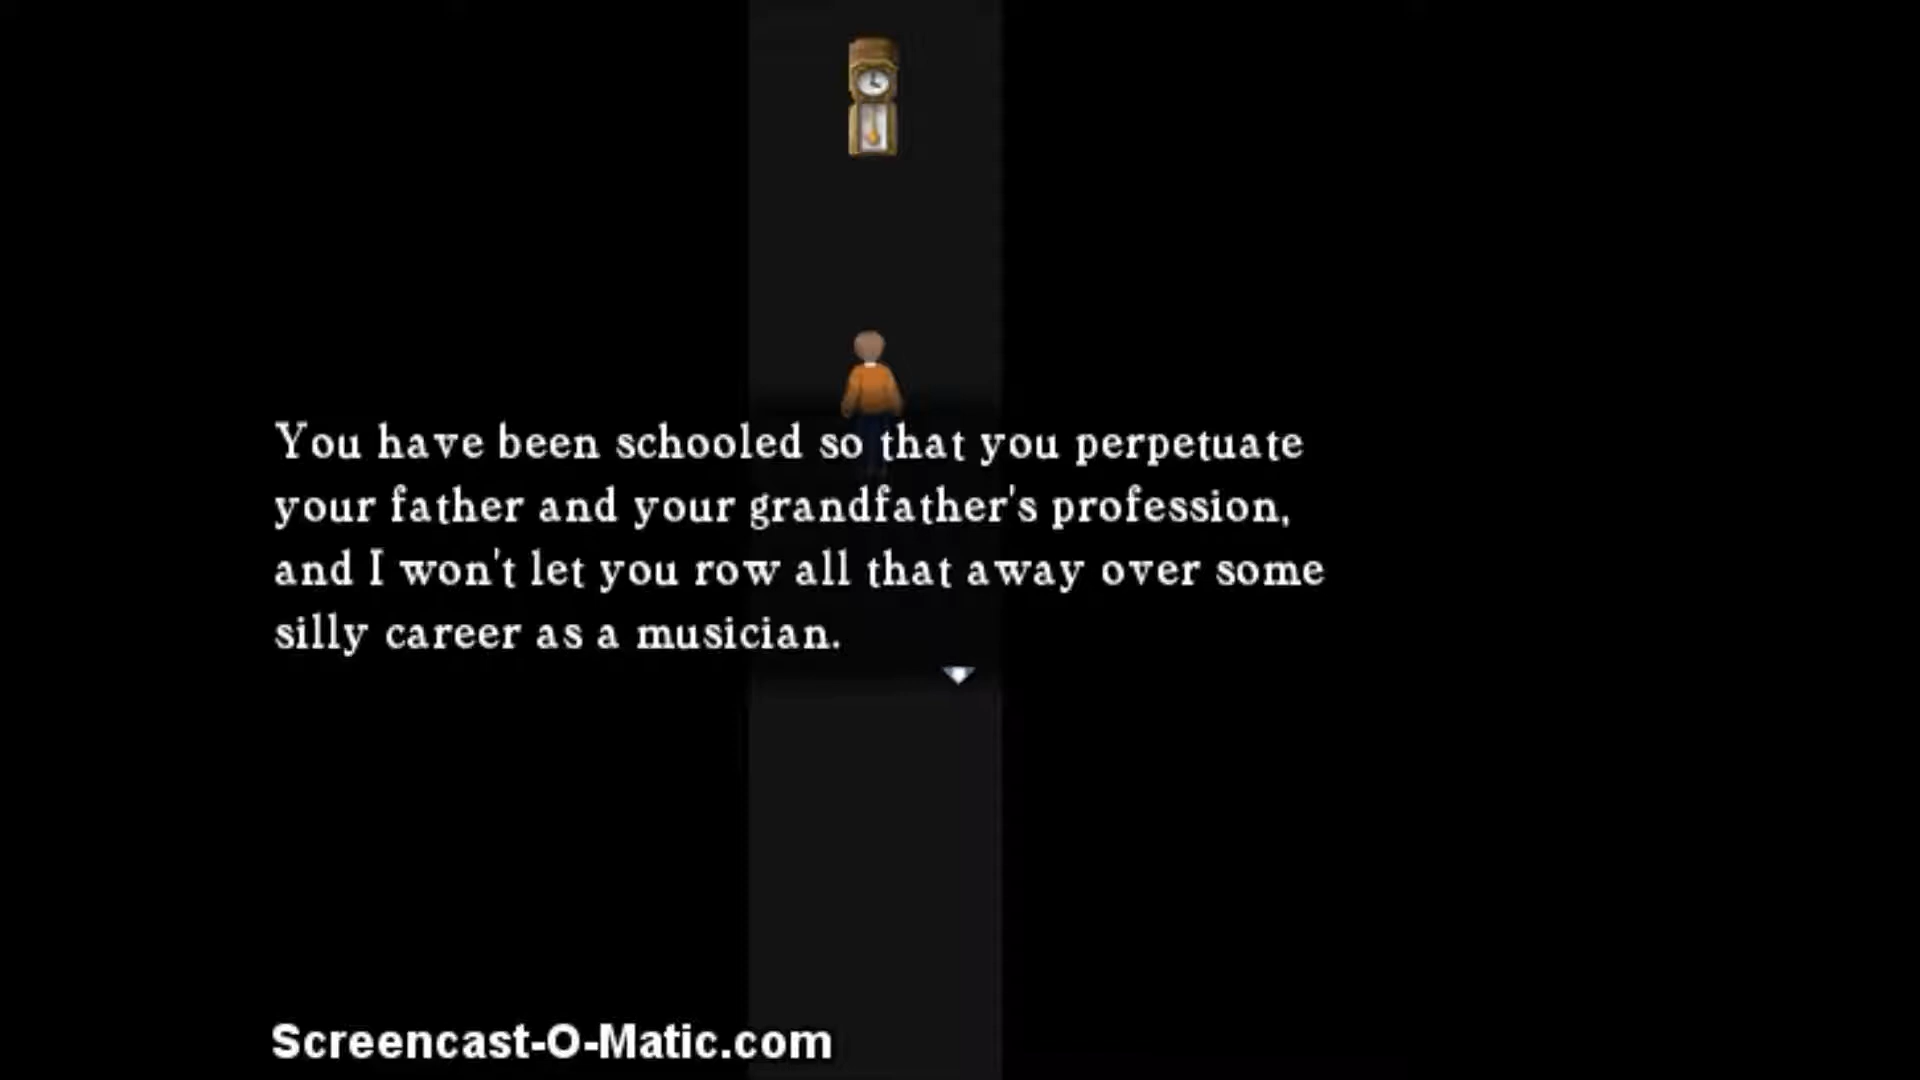 You have been schooled so that you perpetuate
your father and your grandfather's profession,
and I won't let you row all that away over some
silly career as a musician.
Screencast-O-Matic.com